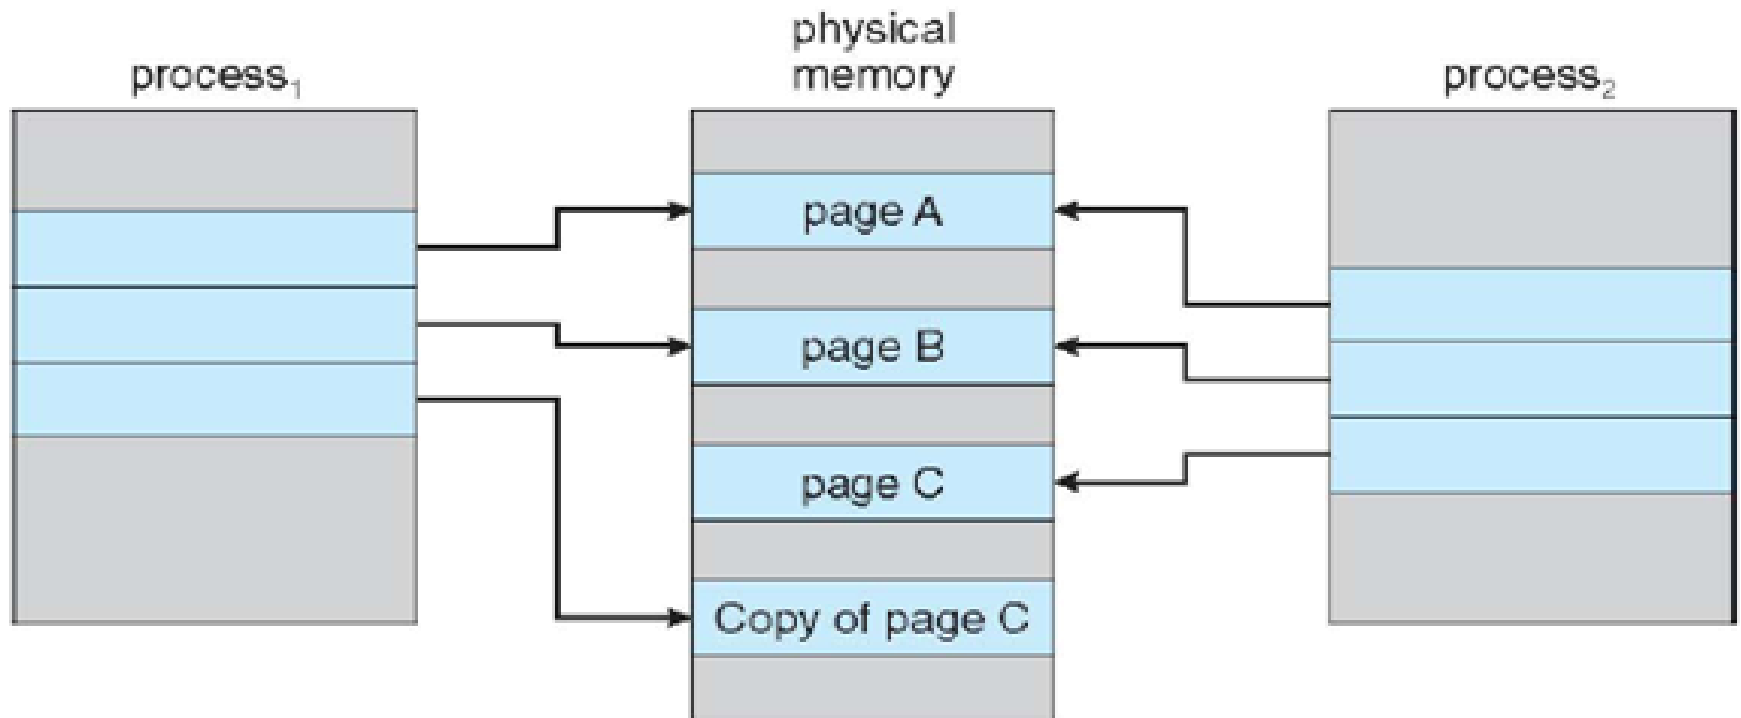 process₁
physical
memory
process₂
page A
page B
page C
Copy of page C